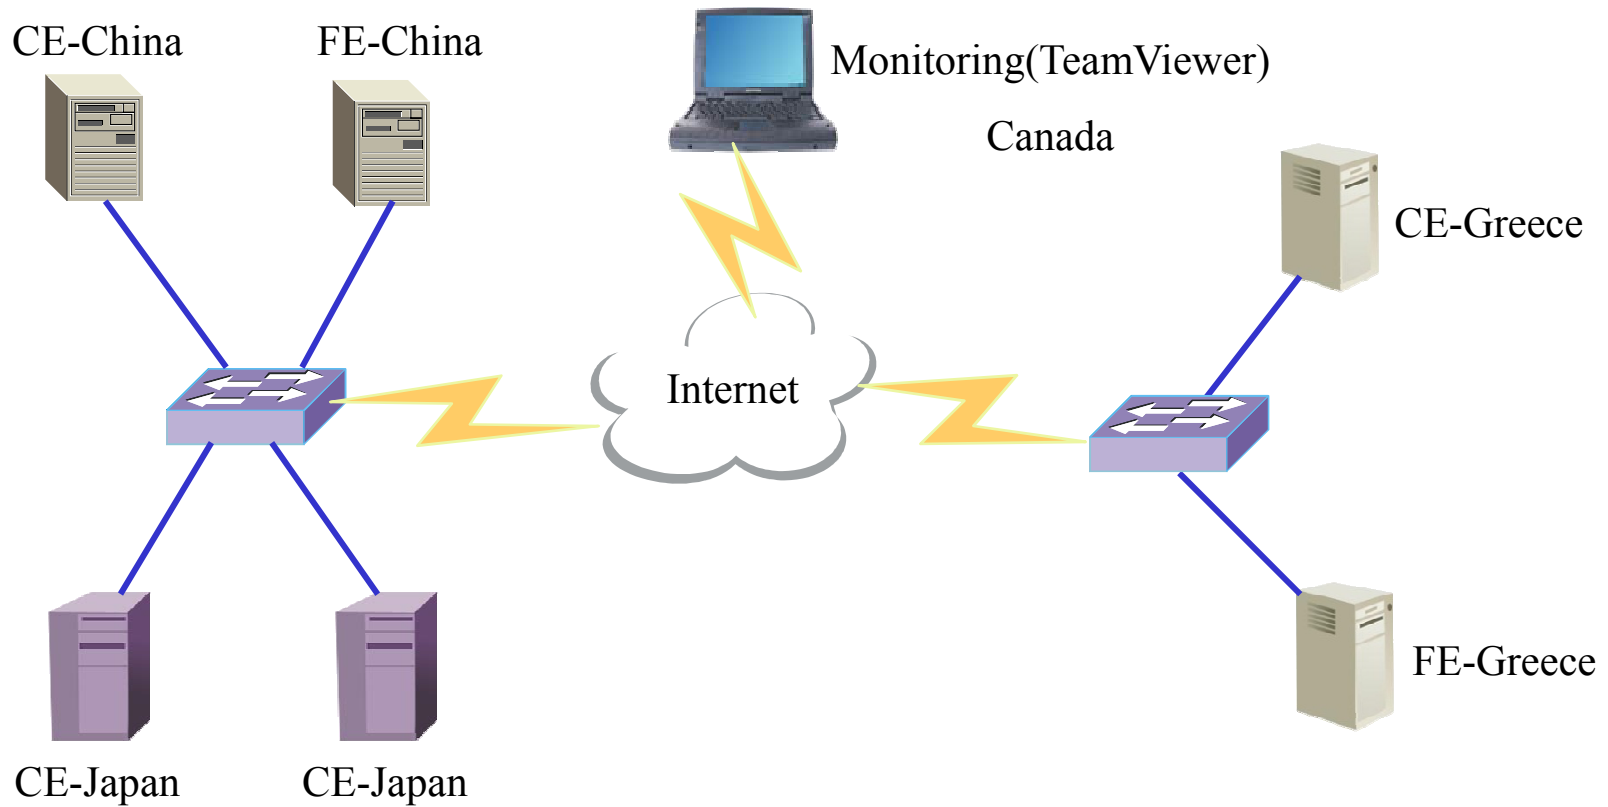 CE-China
FE-China
Monitoring(TeamViewer)
Canada
CE-Greece
Internet
FE-Greece
CE-Japan
CE-Japan